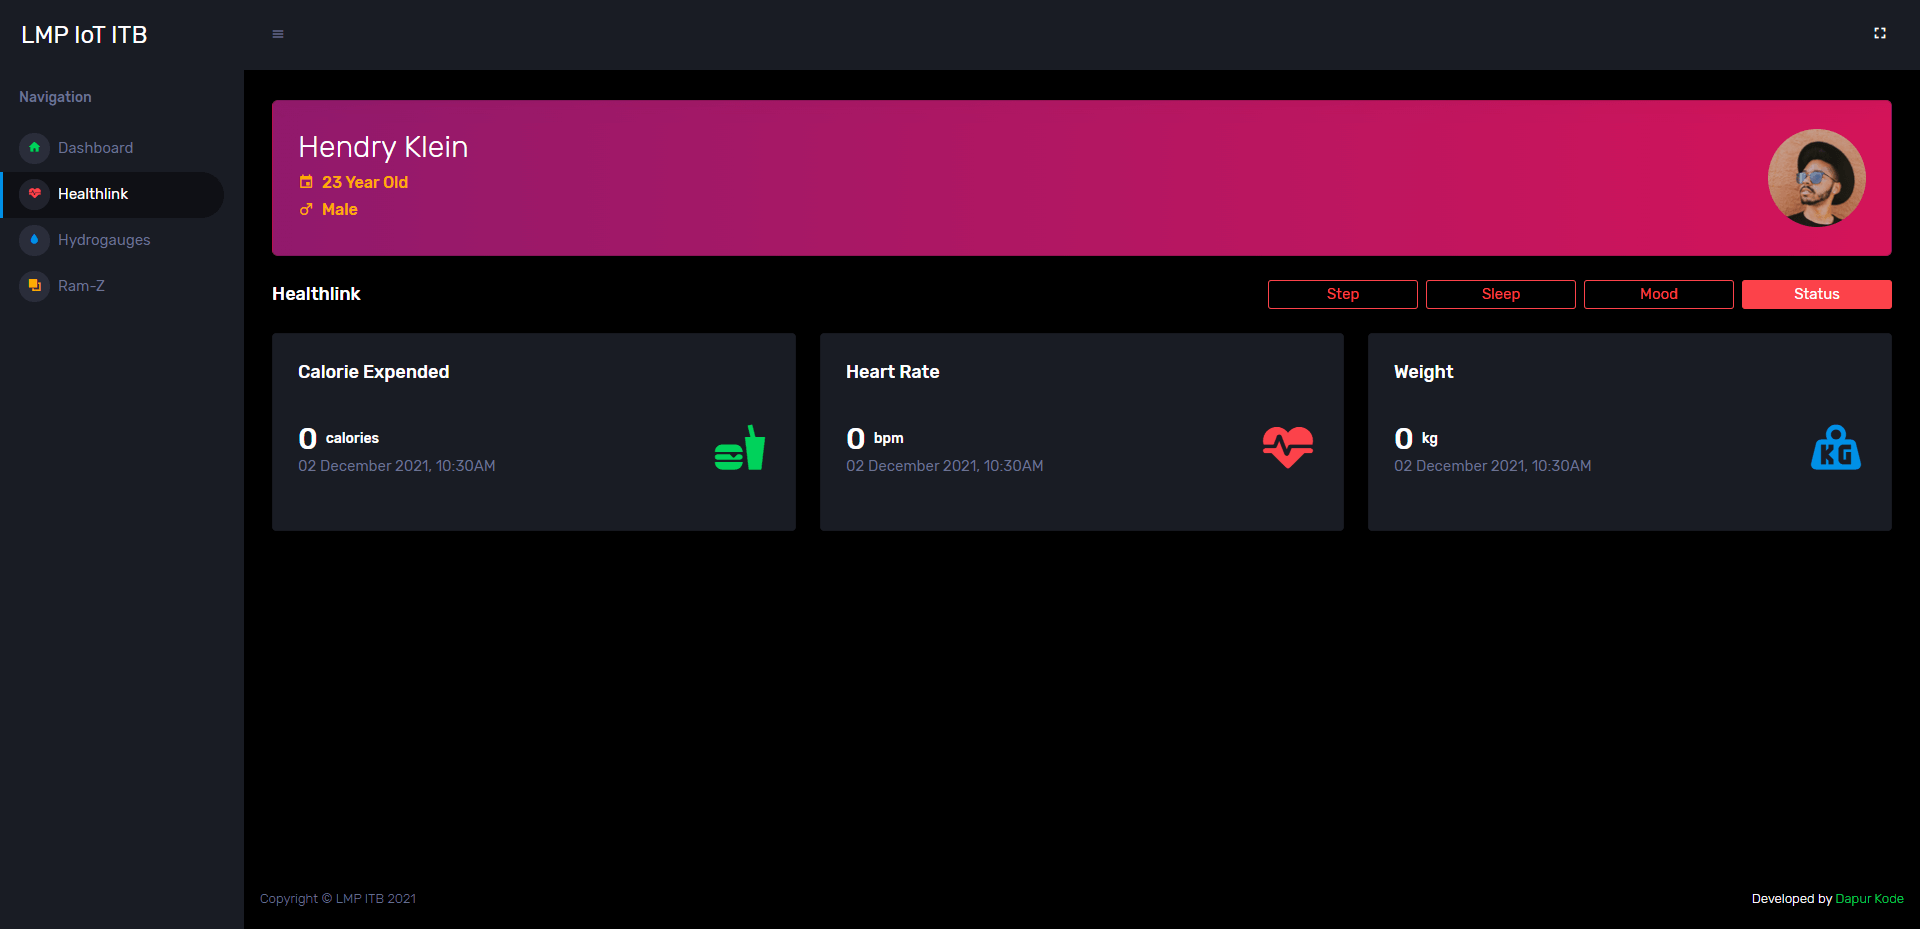 LMP IoT ITB
Navigation
Dashboard
Healthlink
Hydrogauges
Ram-Z
Hendry Klein
23 Year Old
Male
Healthlink
Step
Sleep
Mood
Status
Calorie Expended
0 calories
02 December 2021, 10:30AM
Heart Rate
0 bpm
02 December 2021, 10:30AM
Weight
0 kg
02 December 2021, 10:30AM
KG
Copyright © LMP ITB 2021
Developed by Dapur Kode